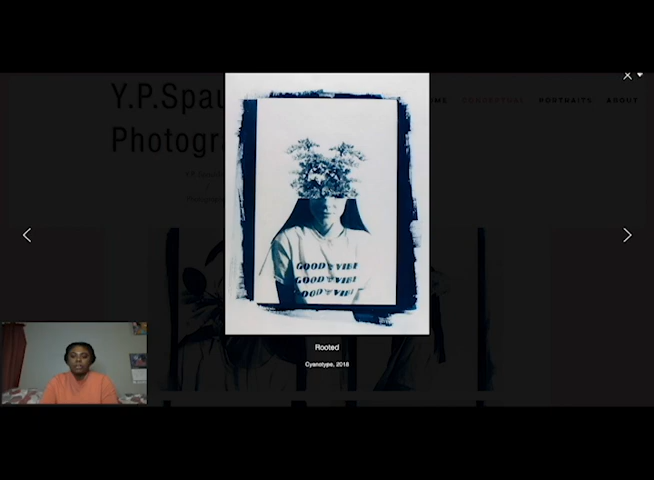 Y.P.Spau
Photogra
ME CONCEPTUAL PORTRAITS ABOUT
GOOD VIBE
GOOD VIBE
GOOD VIBE
Rooted
Cyanotype, 2018